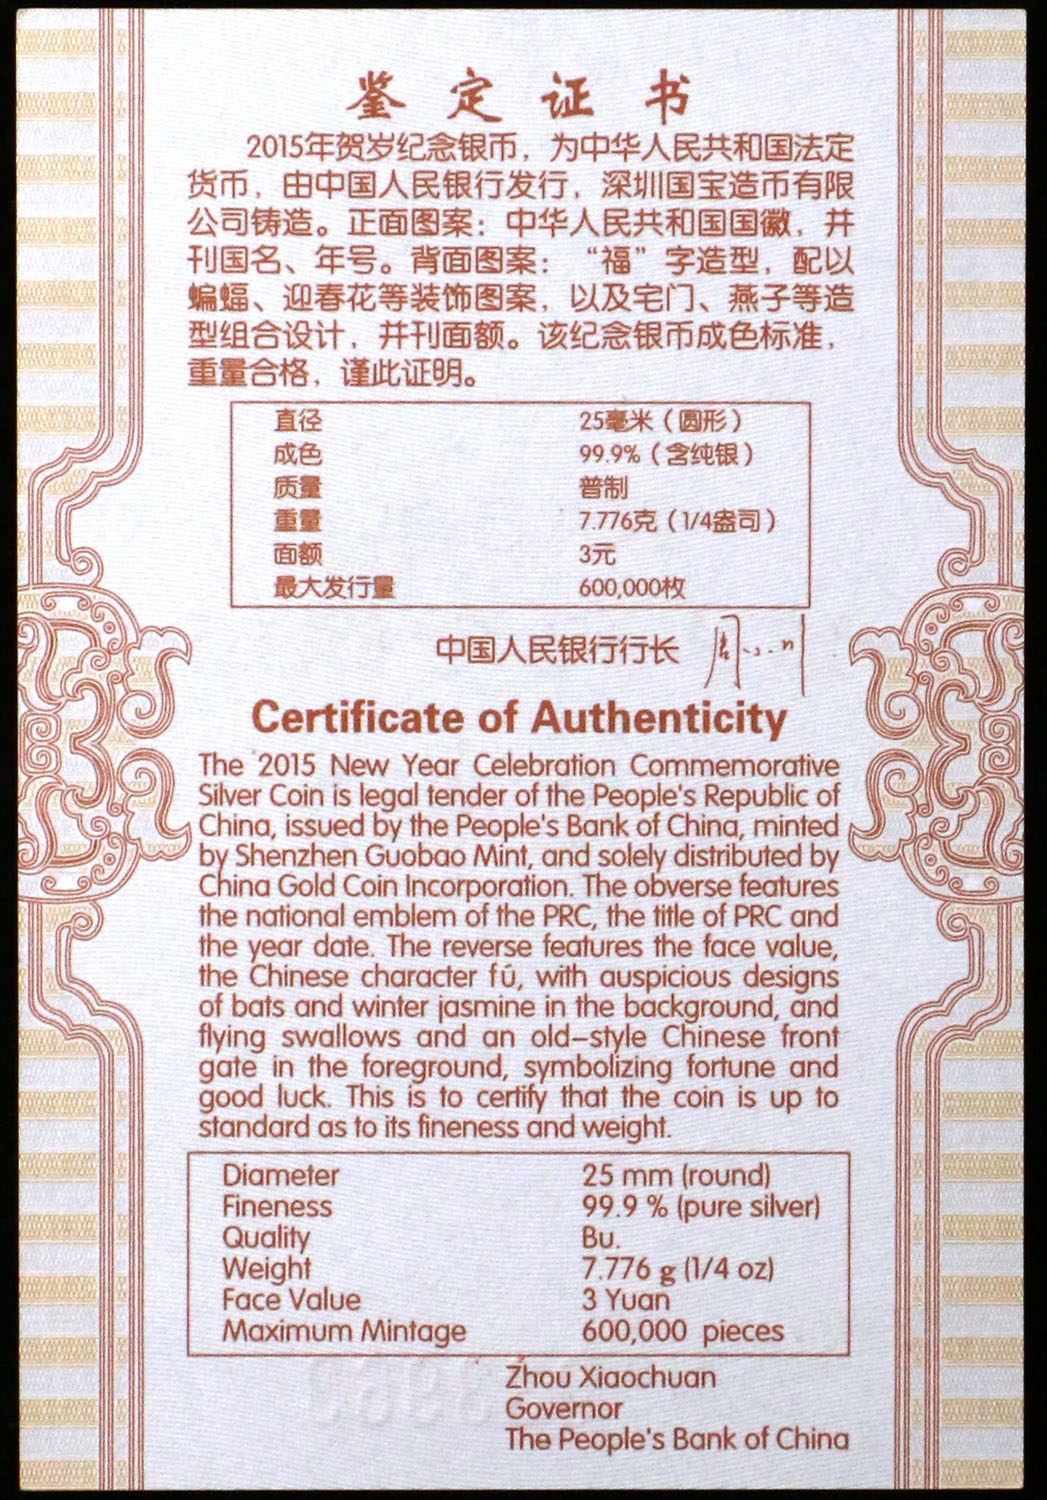 鉴定证书
2015年贺岁纪念银币，为中华人民共和国法定
货币，由中国人民银行发行，深圳国宝造币有限
公司铸造。正面图案：中华人民共和国国徽，并
刊国名、年号。背面图案：“福”字造型，配以
蝙蝠、迎春花等装饰图案，以及宅门、燕子等造
型组合设计，并刊面额。该纪念银币成色标准，
重量合格，谨此证明。
直径 25毫米（圆形）
成色 99.9%（含纯银）
质量 普制
重量 7.776克（1/4盎司）
面额 3元
最大发行量 600,000枚
中国人民银行行长 周小川
Certificate of Authenticity
The 2015 New Year Celebration Commemorative
Silver Coin is legal tender of the People's Republic of
China, issued by the People's Bank of China, minted
by Shenzhen Guobao Mint, and solely distributed by
China Gold Coin Incorporation. The obverse features
the national emblem of the PRC, the title of PRC and
the year date. The reverse features the face value,
the Chinese character fú, with auspicious designs
of bats and winter jasmine in the background, and
flying swallows and an old–style Chinese front
gate in the foreground, symbolizing fortune and
good luck. This is to certify that the coin is up to
standard as to its fineness and weight.
Diameter 25 mm (round)
Fineness 99.9 % (pure silver)
Quality Bu.
Weight 7.776 g (1/4 oz)
Face Value 3 Yuan
Maximum Mintage 600,000 pieces
Zhou Xiaochuan
Governor
The People's Bank of China